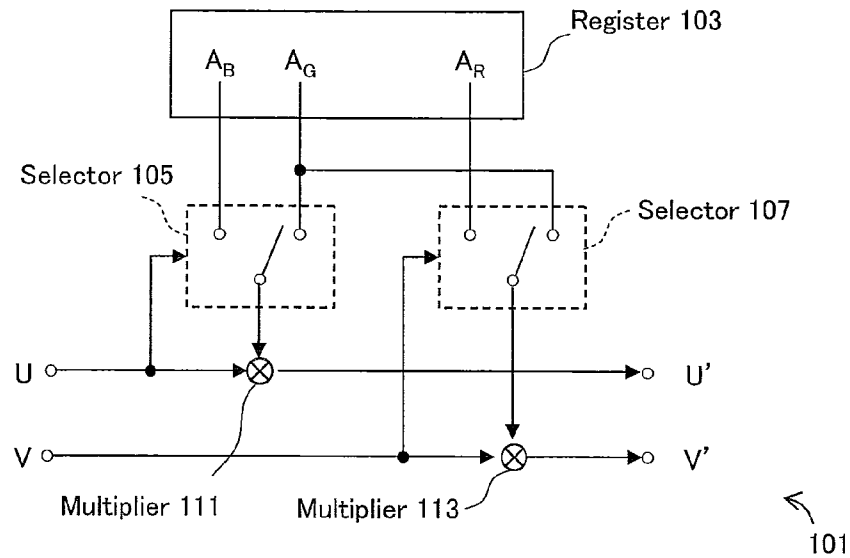 Register 103
A_B A_G A_R
Selector 105
Selector 107
U U'
V V'
Multiplier 111
Multiplier 113
101